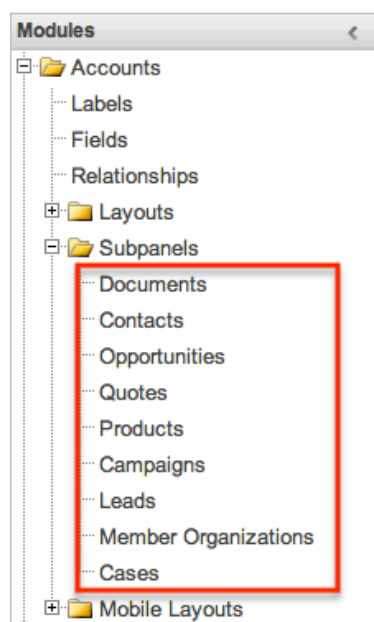 Modules
Accounts
Labels
Fields
Relationships
Layouts
Subpanels
Documents
Contacts
Opportunities
Quotes
Products
Campaigns
Leads
Member Organizations
Cases
Mobile Layouts